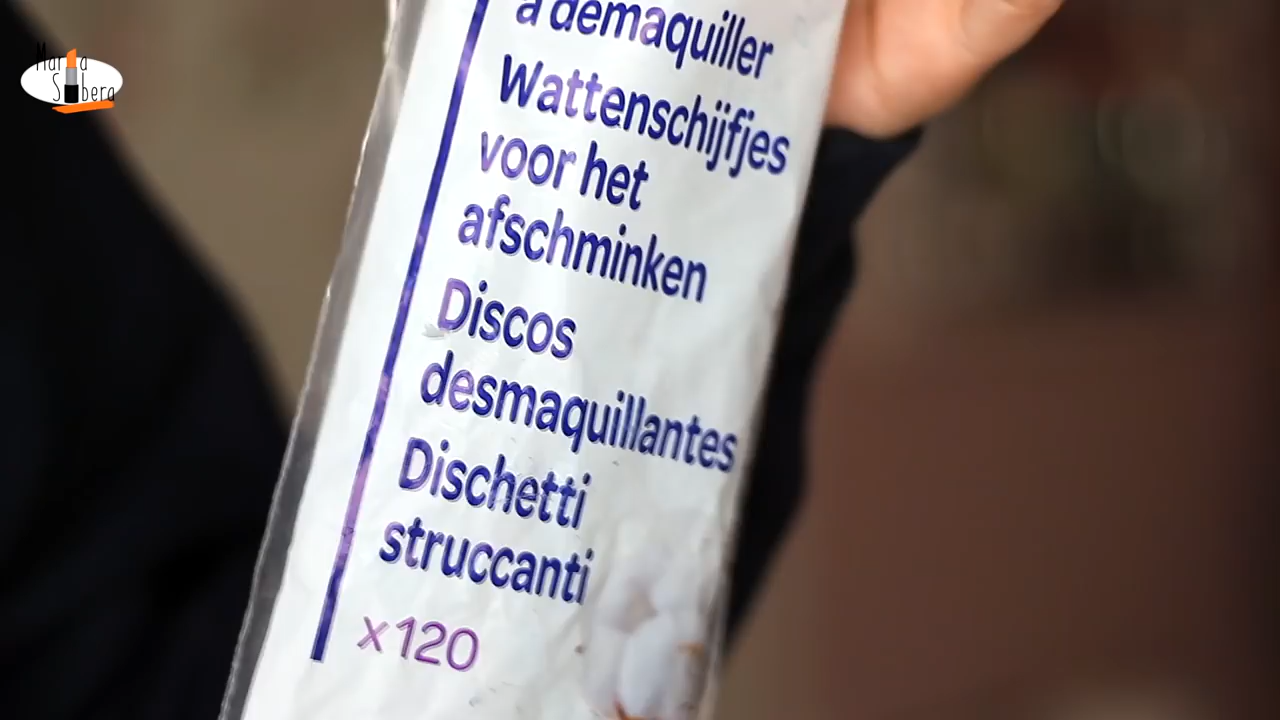 à démaquiller
Wattenschijfjes
voor het
afschminken
Discos
desmaquillantes
Dischetti
struccanti
x120